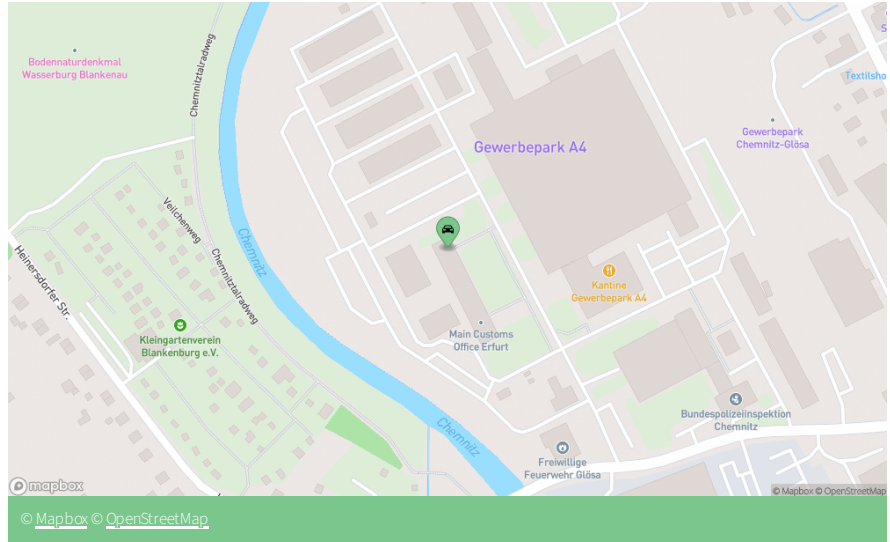 Bodennaturdenkmal
Wasserburg Blankenau
Chemnitztalradweg
S
Textilsho
Gewerbepark A4
Gewerbepark
Chemnitz-Glösa
Veilchenweg
Chemnitz
Chemnitztalradweg
Heinersdorfer Str.
Kantine
Gewerbepark A4
Kleingartenverein
Blankenburg e.V.
Main Customs
Office Erfurt
Bundespolizeiinspektion
Chemnitz
Chemnitz
Freiwillige
Feuerwehr Glösa
mapbox
© Mapbox © OpenStreetMap
© Mapbox © OpenStreetMap